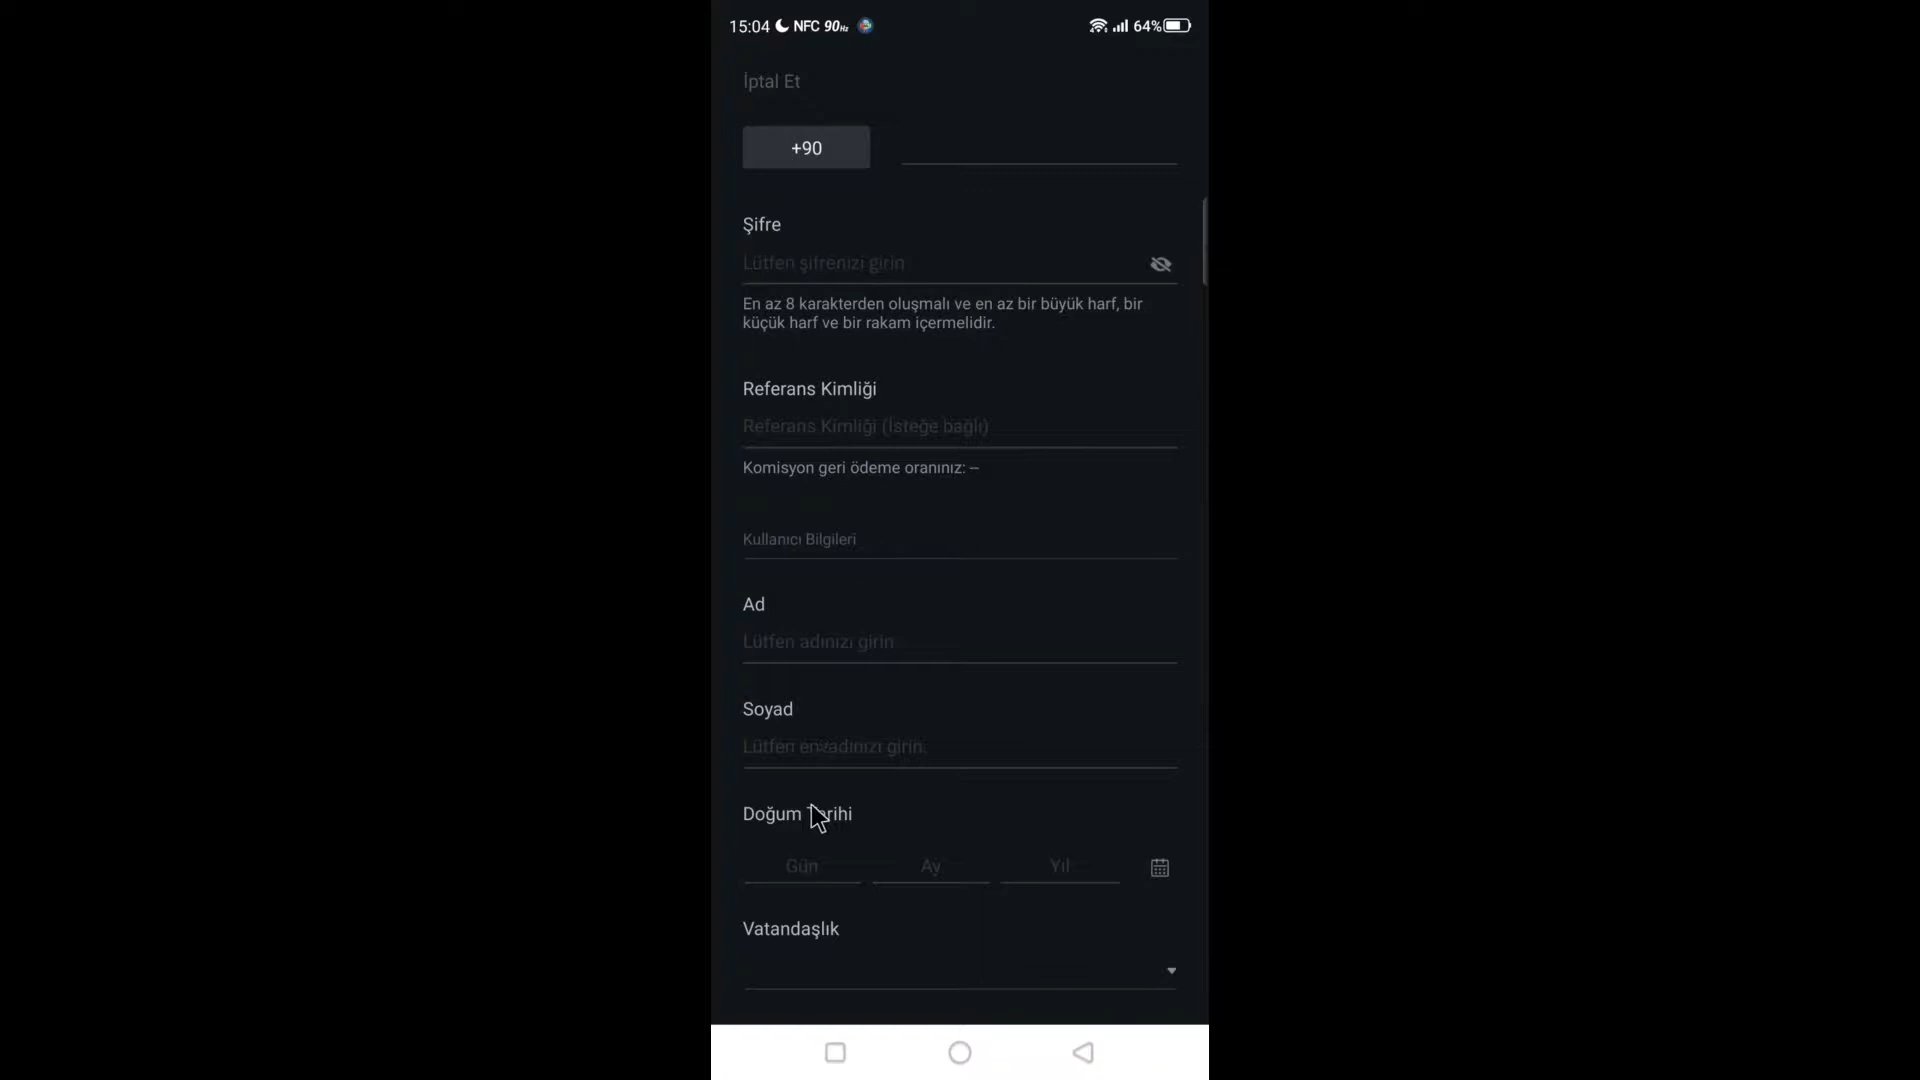 15:04 NFC 90Hz 64%
İptal Et
+90
Şifre
Lütfen şifrenizi girin
En az 8 karakterden oluşmalı ve en az bir büyük harf, bir
küçük harf ve bir rakam içermelidir.
Referans Kimliği
Referans Kimliği (İsteğe bağlı)
Komisyon geri ödeme oranınız: –
Kullanıcı Bilgileri
Ad
Lütfen adınızı girin
Soyad
Lütfen girin
Doğum Tarihi
Gün Ay Yıl
Vatandaşlık